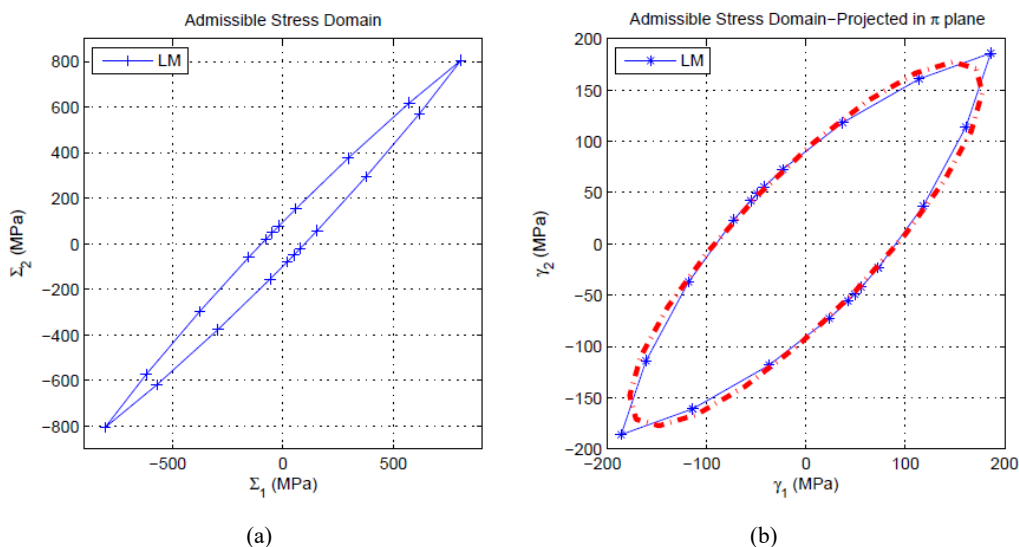 Admissible Stress Domain
LM
800
600
400
200
0
−200
−400
−600
−800
Σ2 (MPa)
−500
0
500
Σ1 (MPa)
(a)
Admissible Stress Domain−Projected in π plane
LM
200
150
100
50
0
−50
−100
−150
−200
γ2 (MPa)
−200
−100
0
100
200
γ1 (MPa)
(b)